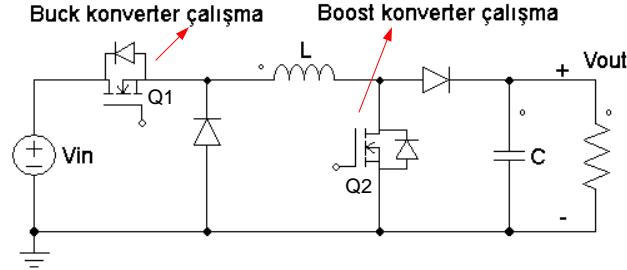 Buck konverter çalışma
Boost konverter çalışma
L
+
Vout
Q1
Vin
Q2
C
-